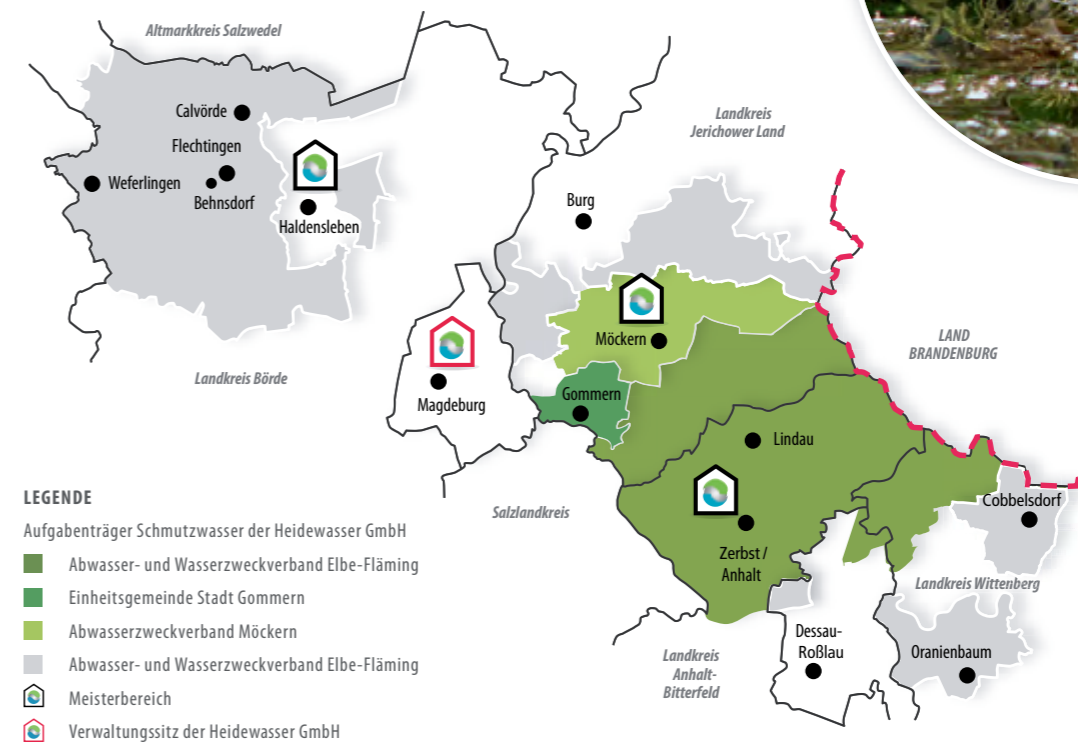 Altmarkkreis Salzwedel
Calvörde
Flechtingen
Weferlingen
Behnsdorf
Haldensleben
Landkreis
Jerichower Land
Burg
Möckern
LAND
BRANDENBURG
Landkreis Börde
Magdeburg
Gommern
Lindau
Salzlandkreis
Cobbelsdorf
Zerbst /
Anhalt
Landkreis Wittenberg
Dessau-
Roßlau
Oranienbaum
Landkreis
Anhalt-
Bitterfeld
LEGENDE
Aufgabenträger Schmutzwasser der Heidewasser GmbH
Abwasser- und Wasserzweckverband Elbe-Fläming
Einheitsgemeinde Stadt Gommern
Abwasserzweckverband Möckern
Abwasser- und Wasserzweckverband Elbe-Fläming
Meisterbereich
Verwaltungssitz der Heidewasser GmbH